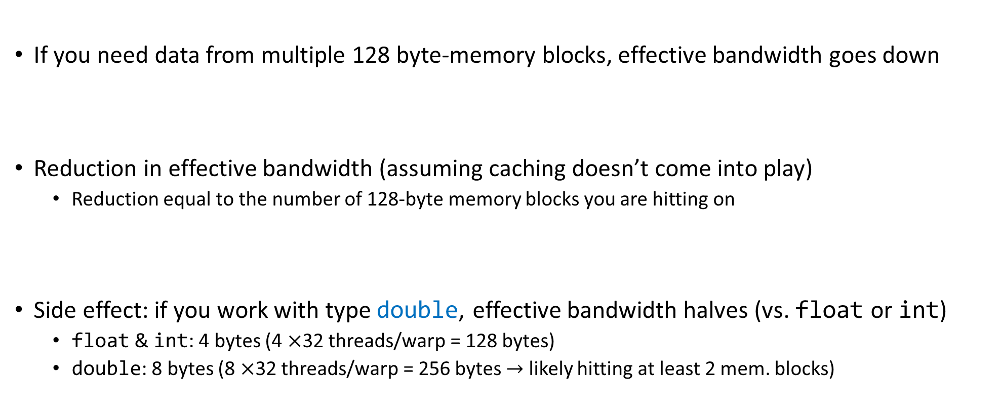 • If you need data from multiple 128 byte-memory blocks, effective bandwidth goes down
• Reduction in effective bandwidth (assuming caching doesn’t come into play)
• Reduction equal to the number of 128-byte memory blocks you are hitting on
• Side effect: if you work with type double, effective bandwidth halves (vs. float or int)
• float & int: 4 bytes (4 ×32 threads/warp = 128 bytes)
• double: 8 bytes (8 ×32 threads/warp = 256 bytes → likely hitting at least 2 mem. blocks)